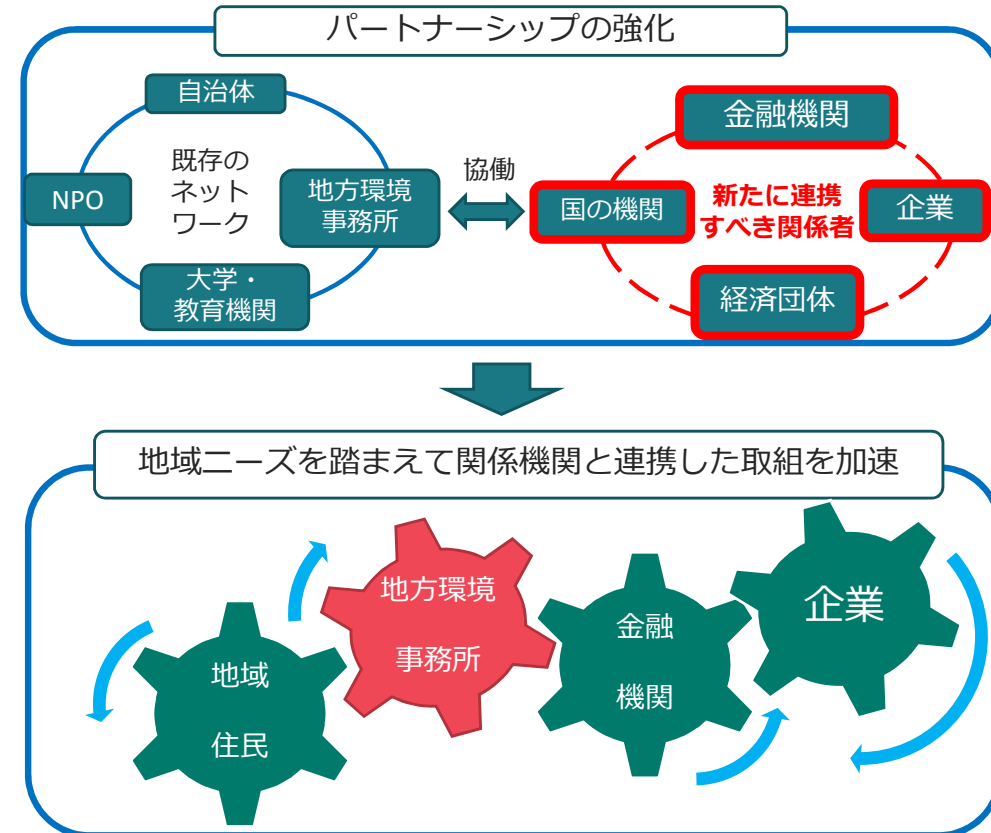 パートナーシップの強化
自治体
既存の
ネット
ワーク
NPO
地方環境
事務所
大学・
教育機関
協働
金融機関
国の機関
新たに連携
すべき関係者
企業
経済団体
地域ニーズを踏まえて関係機関と連携した取組を加速
地域
住民
地方環境
事務所
金融
機関
企業